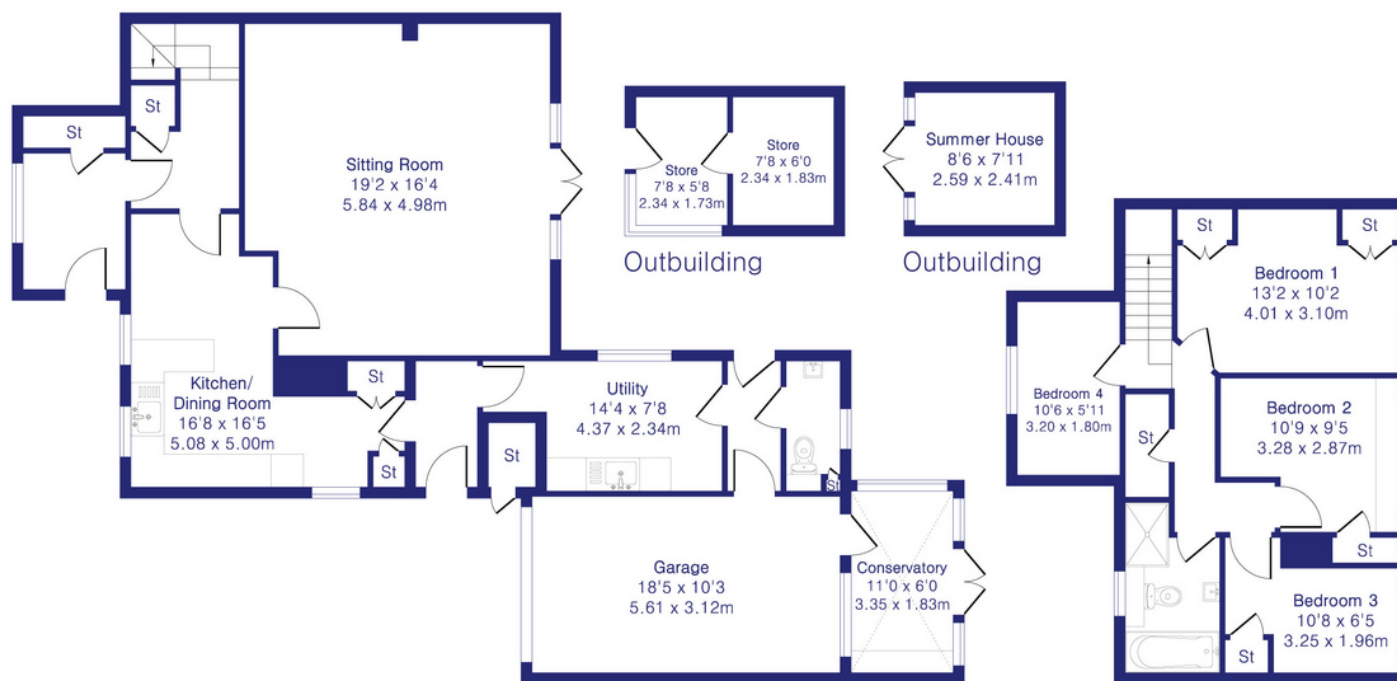 St
St
Sitting Room
19'2 x 16'4
5.84 x 4.98m
Store
7'8 x 5'8
2.34 x 1.73m
Store
7'8 x 6'0
2.34 x 1.83m
Outbuilding
Summer House
8'6 x 7'11
2.59 x 2.41m
Outbuilding
Kitchen/
Dining Room
16'8 x 16'5
5.08 x 5.00m
St
St
St
Utility
14'4 x 7'8
4.37 x 2.34m
St
Garage
18'5 x 10'3
5.61 x 3.12m
Conservatory
11'0 x 6'0
3.35 x 1.83m
St
St
Bedroom 1
13'2 x 10'2
4.01 x 3.10m
Bedroom 4
10'6 x 5'11
3.20 x 1.80m
St
Bedroom 2
10'9 x 9'5
3.28 x 2.87m
St
Bedroom 3
10'8 x 6'5
3.25 x 1.96m
St